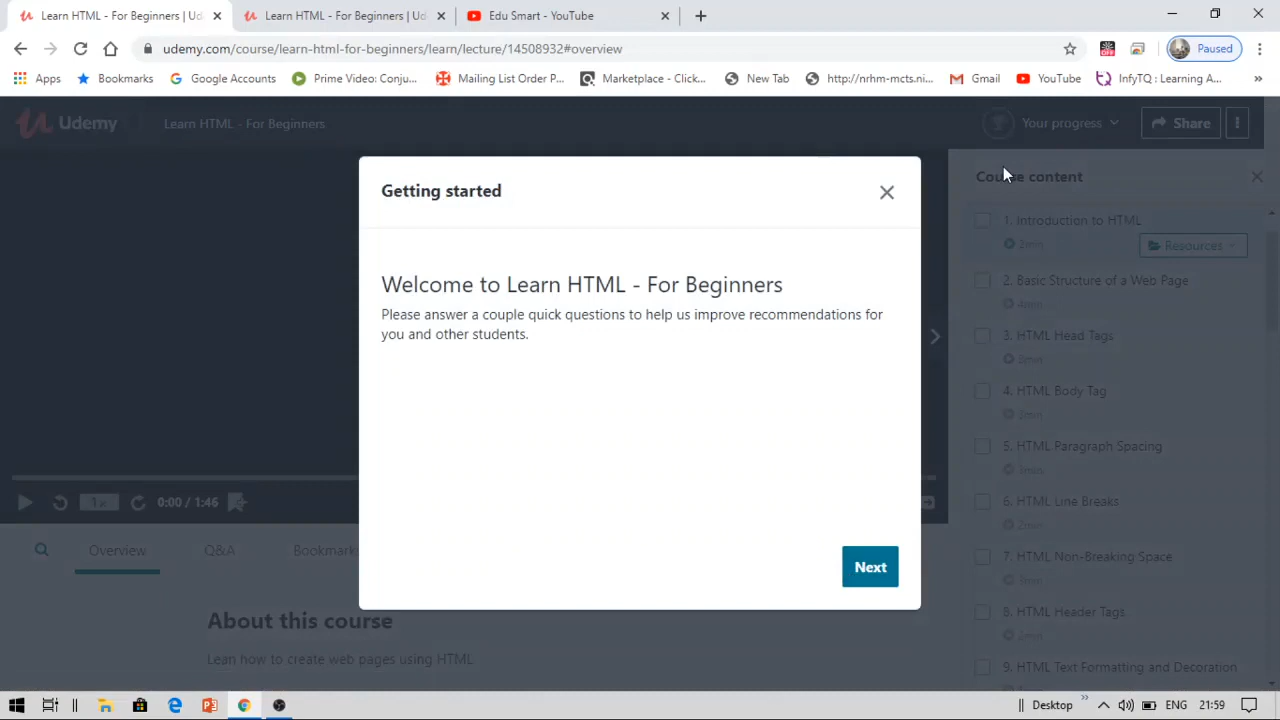 Learn HTML - For Beginners | Ud
Learn HTML - For Beginners | Ud
Edu Smart - YouTube
udemy.com/course/learn-html-for-beginners/learn/lecture/14508932#overview
Paused
Apps
Bookmarks
Google Accounts
Prime Video: Conju...
Mailing List Order P...
Marketplace - Click...
New Tab
http://nrhm-mcts.ni...
Gmail
YouTube
InfyTQ : Learning A...
Udemy
Learn HTML - For Beginners
Your progress
Share
Getting started
Welcome to Learn HTML - For Beginners
Please answer a couple quick questions to help us improve recommendations for
you and other students.
Next
0:00 / 1:46
Overview
Q&A
Bookmark
About this course
Lean how to create web pages using HTML
Course content
1. Introduction to HTML
2min
Resources
2. Basic Structure of a Web Page
4min
3. HTML Head Tags
4. HTML Body Tag
2min
5. HTML Paragraph Spacing
6. HTML Line Breaks
2min
7. HTML Non-Breaking Space
8. HTML Header Tags
2min
9. HTML Text Formatting and Decoration
Desktop
ENG
21:59